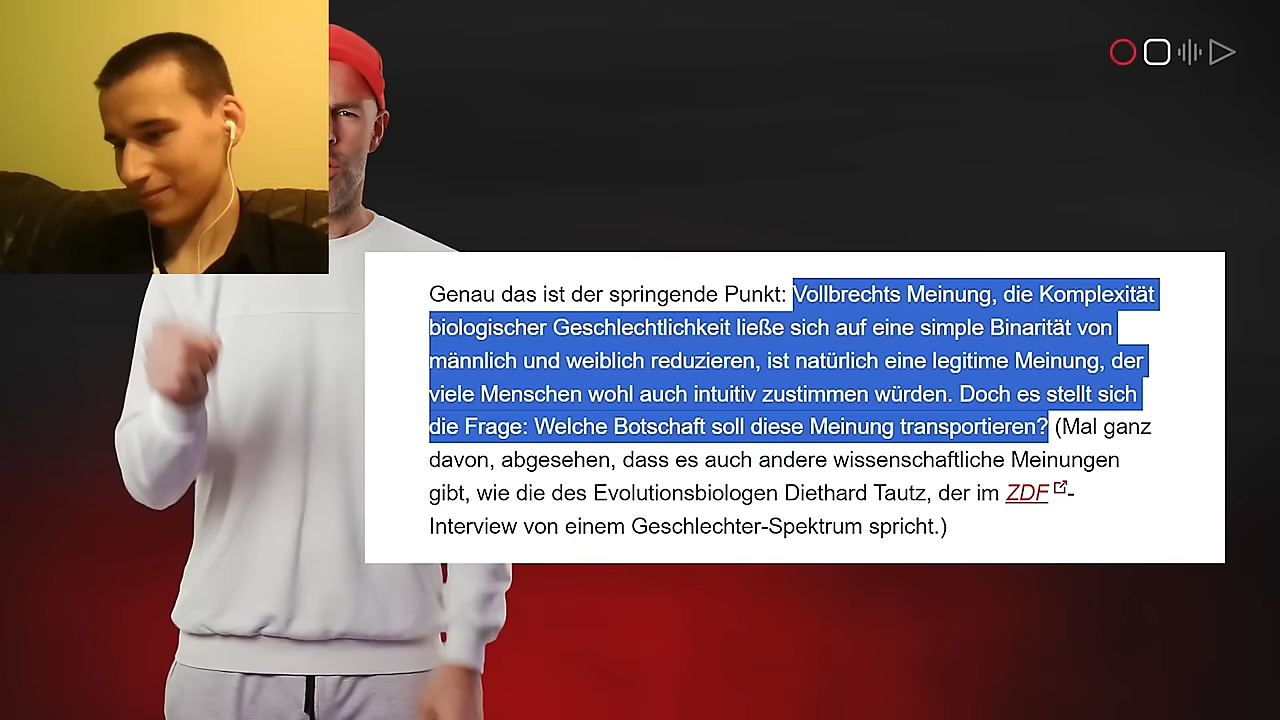 Genau das ist der springende Punkt: Vollbrechts Meinung, die Komplexität
biologischer Geschlechtlichkeit ließe sich auf eine simple Binarität von
männlich und weiblich reduzieren, ist natürlich eine legitime Meinung, der
viele Menschen wohl auch intuitiv zustimmen würden. Doch es stellt sich
die Frage: Welche Botschaft soll diese Meinung transportieren? (Mal ganz
davon, abgesehen, dass es auch andere wissenschaftliche Meinungen
gibt, wie die des Evolutionsbiologen Diethard Tautz, der im ZDF-
Interview von einem Geschlechter-Spektrum spricht.)